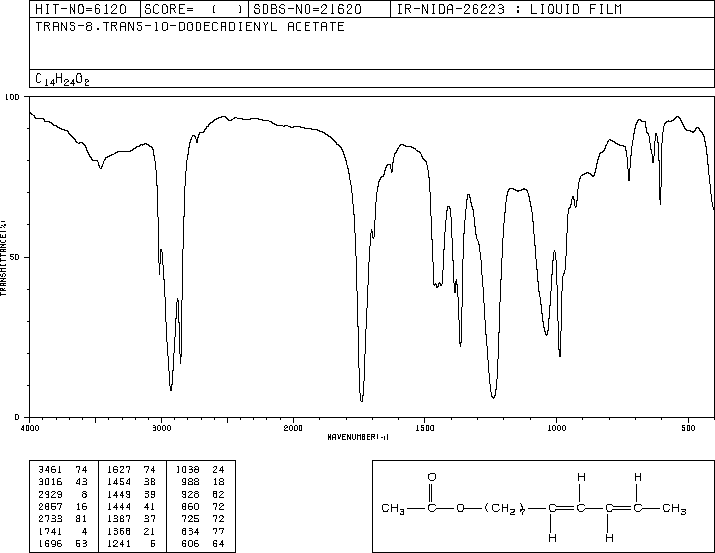 HIT-NO=6120 SCORE= ( ) SDBS-NO=21620 IR-NIDA-26223 : LIQUID FILM
TRANS-8.TRANS-10-DODECADIENYL ACETATE
C14H24O2
100
50
0
TRANSMITTANCE(%)
4000 3000 2000 1500 1000 500
WAVENUMBER(-1)
3461 74 1627 74 1038 24
3016 43 1454 38 988 18
2929 8 1449 39 928 62
2857 16 1444 41 860 72
2733 81 1387 37 725 72
1741 4 1368 21 634 77
1696 53 1241 5 606 64
O H H
CH3 C O (CH2)7 C C C C CH3
H H